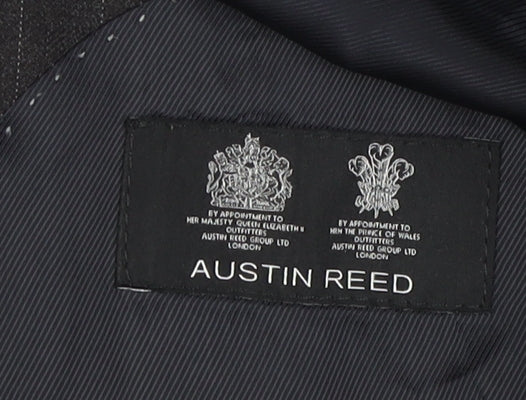 BY APPOINTMENT TO
HER MAJESTY QUEEN ELIZABETH II
OUTFITTERS
AUSTIN REED GROUP LTD
LONDON
BY APPOINTMENT TO
HRH THE PRINCE OF WALES
OUTFITTERS
AUSTIN REED GROUP LTD
LONDON
AUSTIN REED